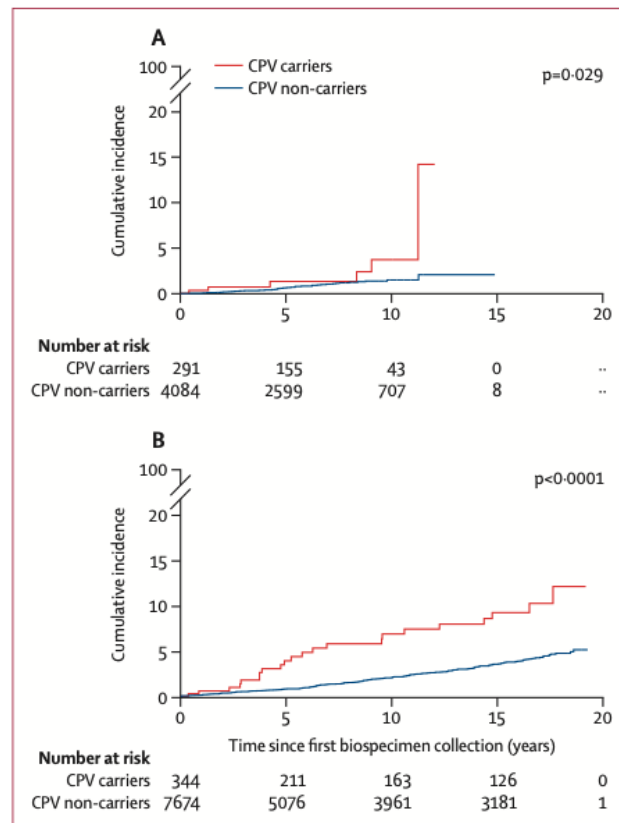 A
100
CPV carriers
CPV non-carriers
p=0·029
20
15
10
5
0
Cumulative incidence
0 5 10 15 20
Number at risk
CPV carriers 291 155 43 0 ··
CPV non-carriers 4084 2599 707 8 ··
B
100
p<0·0001
20
15
10
5
0
Cumulative incidence
0 5 10 15 20
Time since first biospecimen collection (years)
Number at risk
CPV carriers 344 211 163 126 0
CPV non-carriers 7674 5076 3961 3181 1